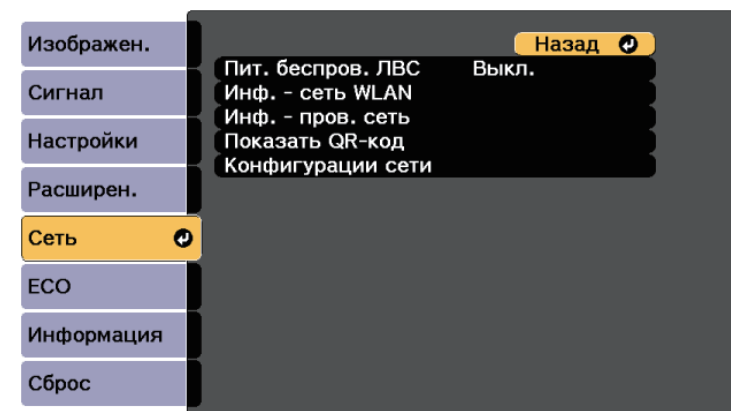 Изображен.
Сигнал
Настройки
Расширен.
Сеть
ECO
Информация
Сброс
Назад
Пит. беспров. ЛВС Выкл.
Инф. - сеть WLAN
Инф. - пров. сеть
Показать QR-код
Конфигурации сети